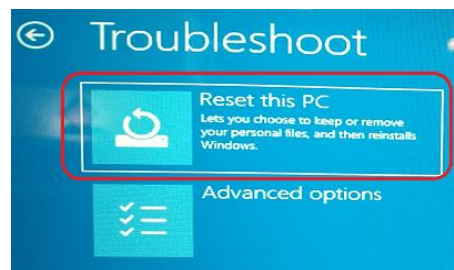 Troubleshoot
Reset this PC
Lets you choose to keep or remove
your personal files, and then reinstalls
Windows.
Advanced options